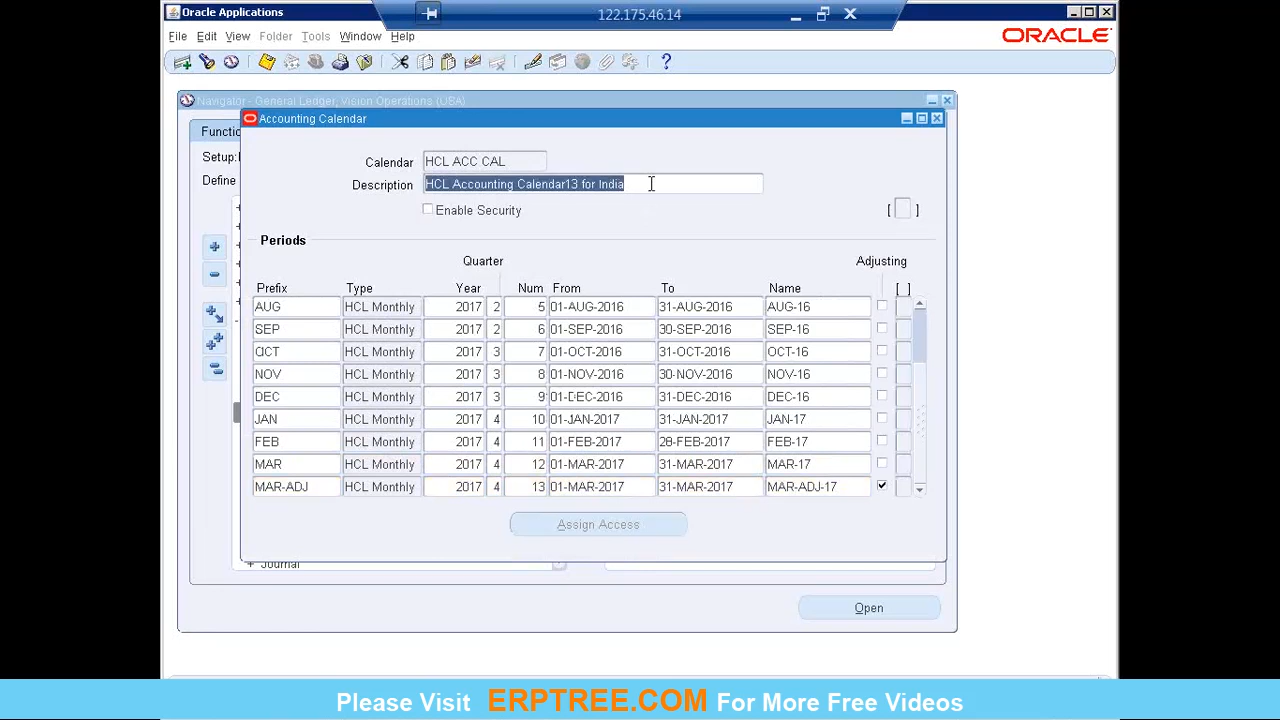 Oracle Applications
122.175.46.14
File Edit View Folder Tools Window Help
ORACLE
Navigator - General Ledger, Vision Operations (USA)
Functio
Accounting Calendar
Setup:
Define
Calendar HCL ACC CAL
Description HCL Accounting Calendar13 for India
Enable Security
[ ]
Periods
Quarter Adjusting
Prefix Type Year Num From To Name [ ]
AUG HCL Monthly 2017 2 5 01-AUG-2016 31-AUG-2016 AUG-16
SEP HCL Monthly 2017 2 6 01-SEP-2016 30-SEP-2016 SEP-16
OCT HCL Monthly 2017 3 7 01-OCT-2016 31-OCT-2016 OCT-16
NOV HCL Monthly 2017 3 8 01-NOV-2016 30-NOV-2016 NOV-16
DEC HCL Monthly 2017 3 9 01-DEC-2016 31-DEC-2016 DEC-16
JAN HCL Monthly 2017 4 10 01-JAN-2017 31-JAN-2017 JAN-17
FEB HCL Monthly 2017 4 11 01-FEB-2017 28-FEB-2017 FEB-17
MAR HCL Monthly 2017 4 12 01-MAR-2017 31-MAR-2017 MAR-17
MAR-ADJ HCL Monthly 2017 4 13 01-MAR-2017 31-MAR-2017 MAR-ADJ-17
Assign Access
+ Journal
Open
Please Visit ERPTREE.COM For More Free Videos